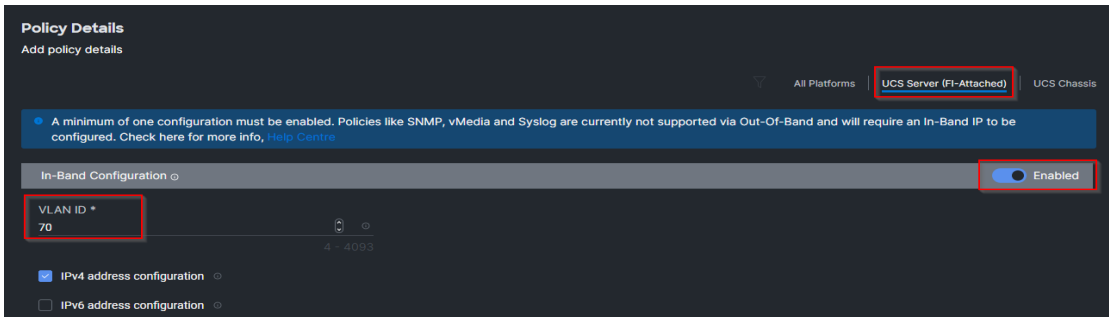 Policy Details
Add policy details
All Platforms | UCS Server (FI-Attached) | UCS Chassis
A minimum of one configuration must be enabled. Policies like SNMP, vMedia and Syslog are currently not supported via Out-Of-Band and will require an In-Band IP to be
configured. Check here for more info, Help Centre
In-Band Configuration
Enabled
VLAN ID *
70
4 - 4093
IPv4 address configuration
IPv6 address configuration